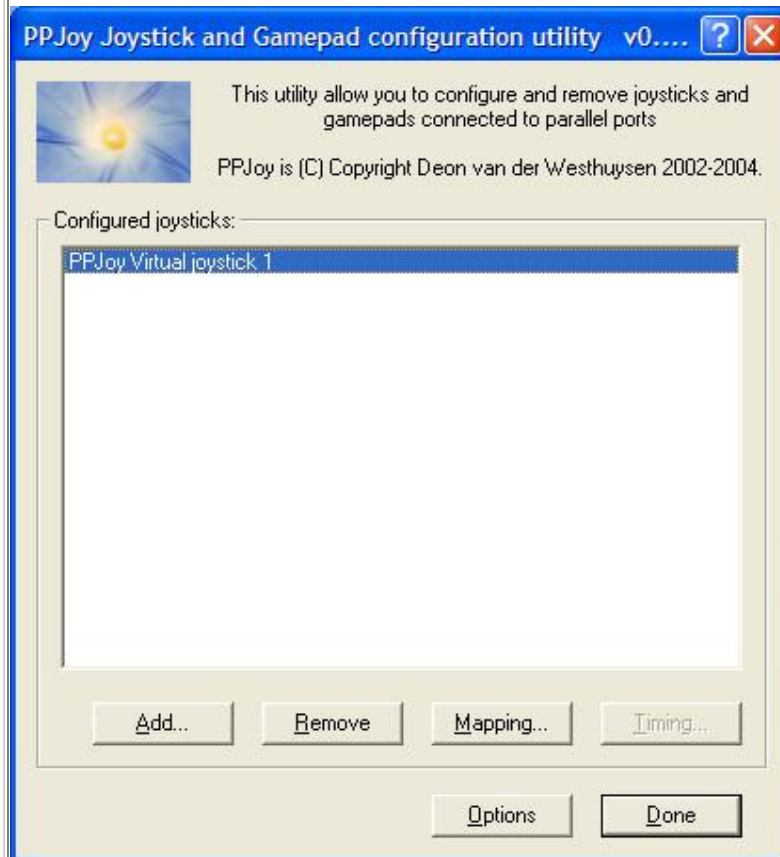 PPJoy Joystick and Gamepad configuration utility v0....
This utility allow you to configure and remove joysticks and
gamepads connected to parallel ports
PPJoy is (C) Copyright Deon van der Westhuysen 2002-2004.
Configured joysticks:
PPJoy Virtual joystick 1
Add... Remove Mapping... Timing...
Options Done